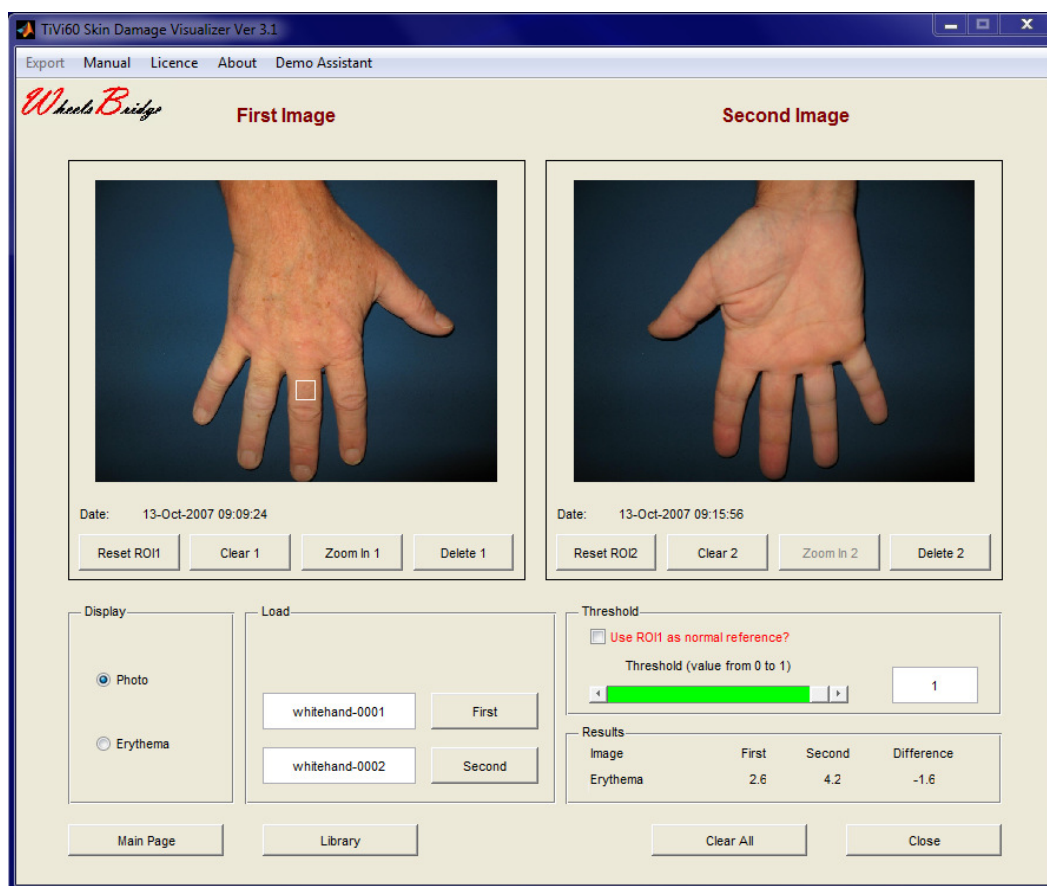 TiVi60 Skin Damage Visualizer Ver 3.1
Export Manual Licence About Demo Assistant
WheelsBridge
First Image Second Image
Date: 13-Oct-2007 09:09:24 Date: 13-Oct-2007 09:15:56
Reset ROI1 Clear 1 Zoom In 1 Delete 1 Reset ROI2 Clear 2 Zoom In 2 Delete 2
Display Load Threshold
Use ROI1 as normal reference?
Threshold (value from 0 to 1)
Photo
1
whitehand-0001 First
Results
Erythema
Image First Second Difference
whitehand-0002 Second
Erythema 2.6 4.2 -1.6
Main Page Library Clear All Close